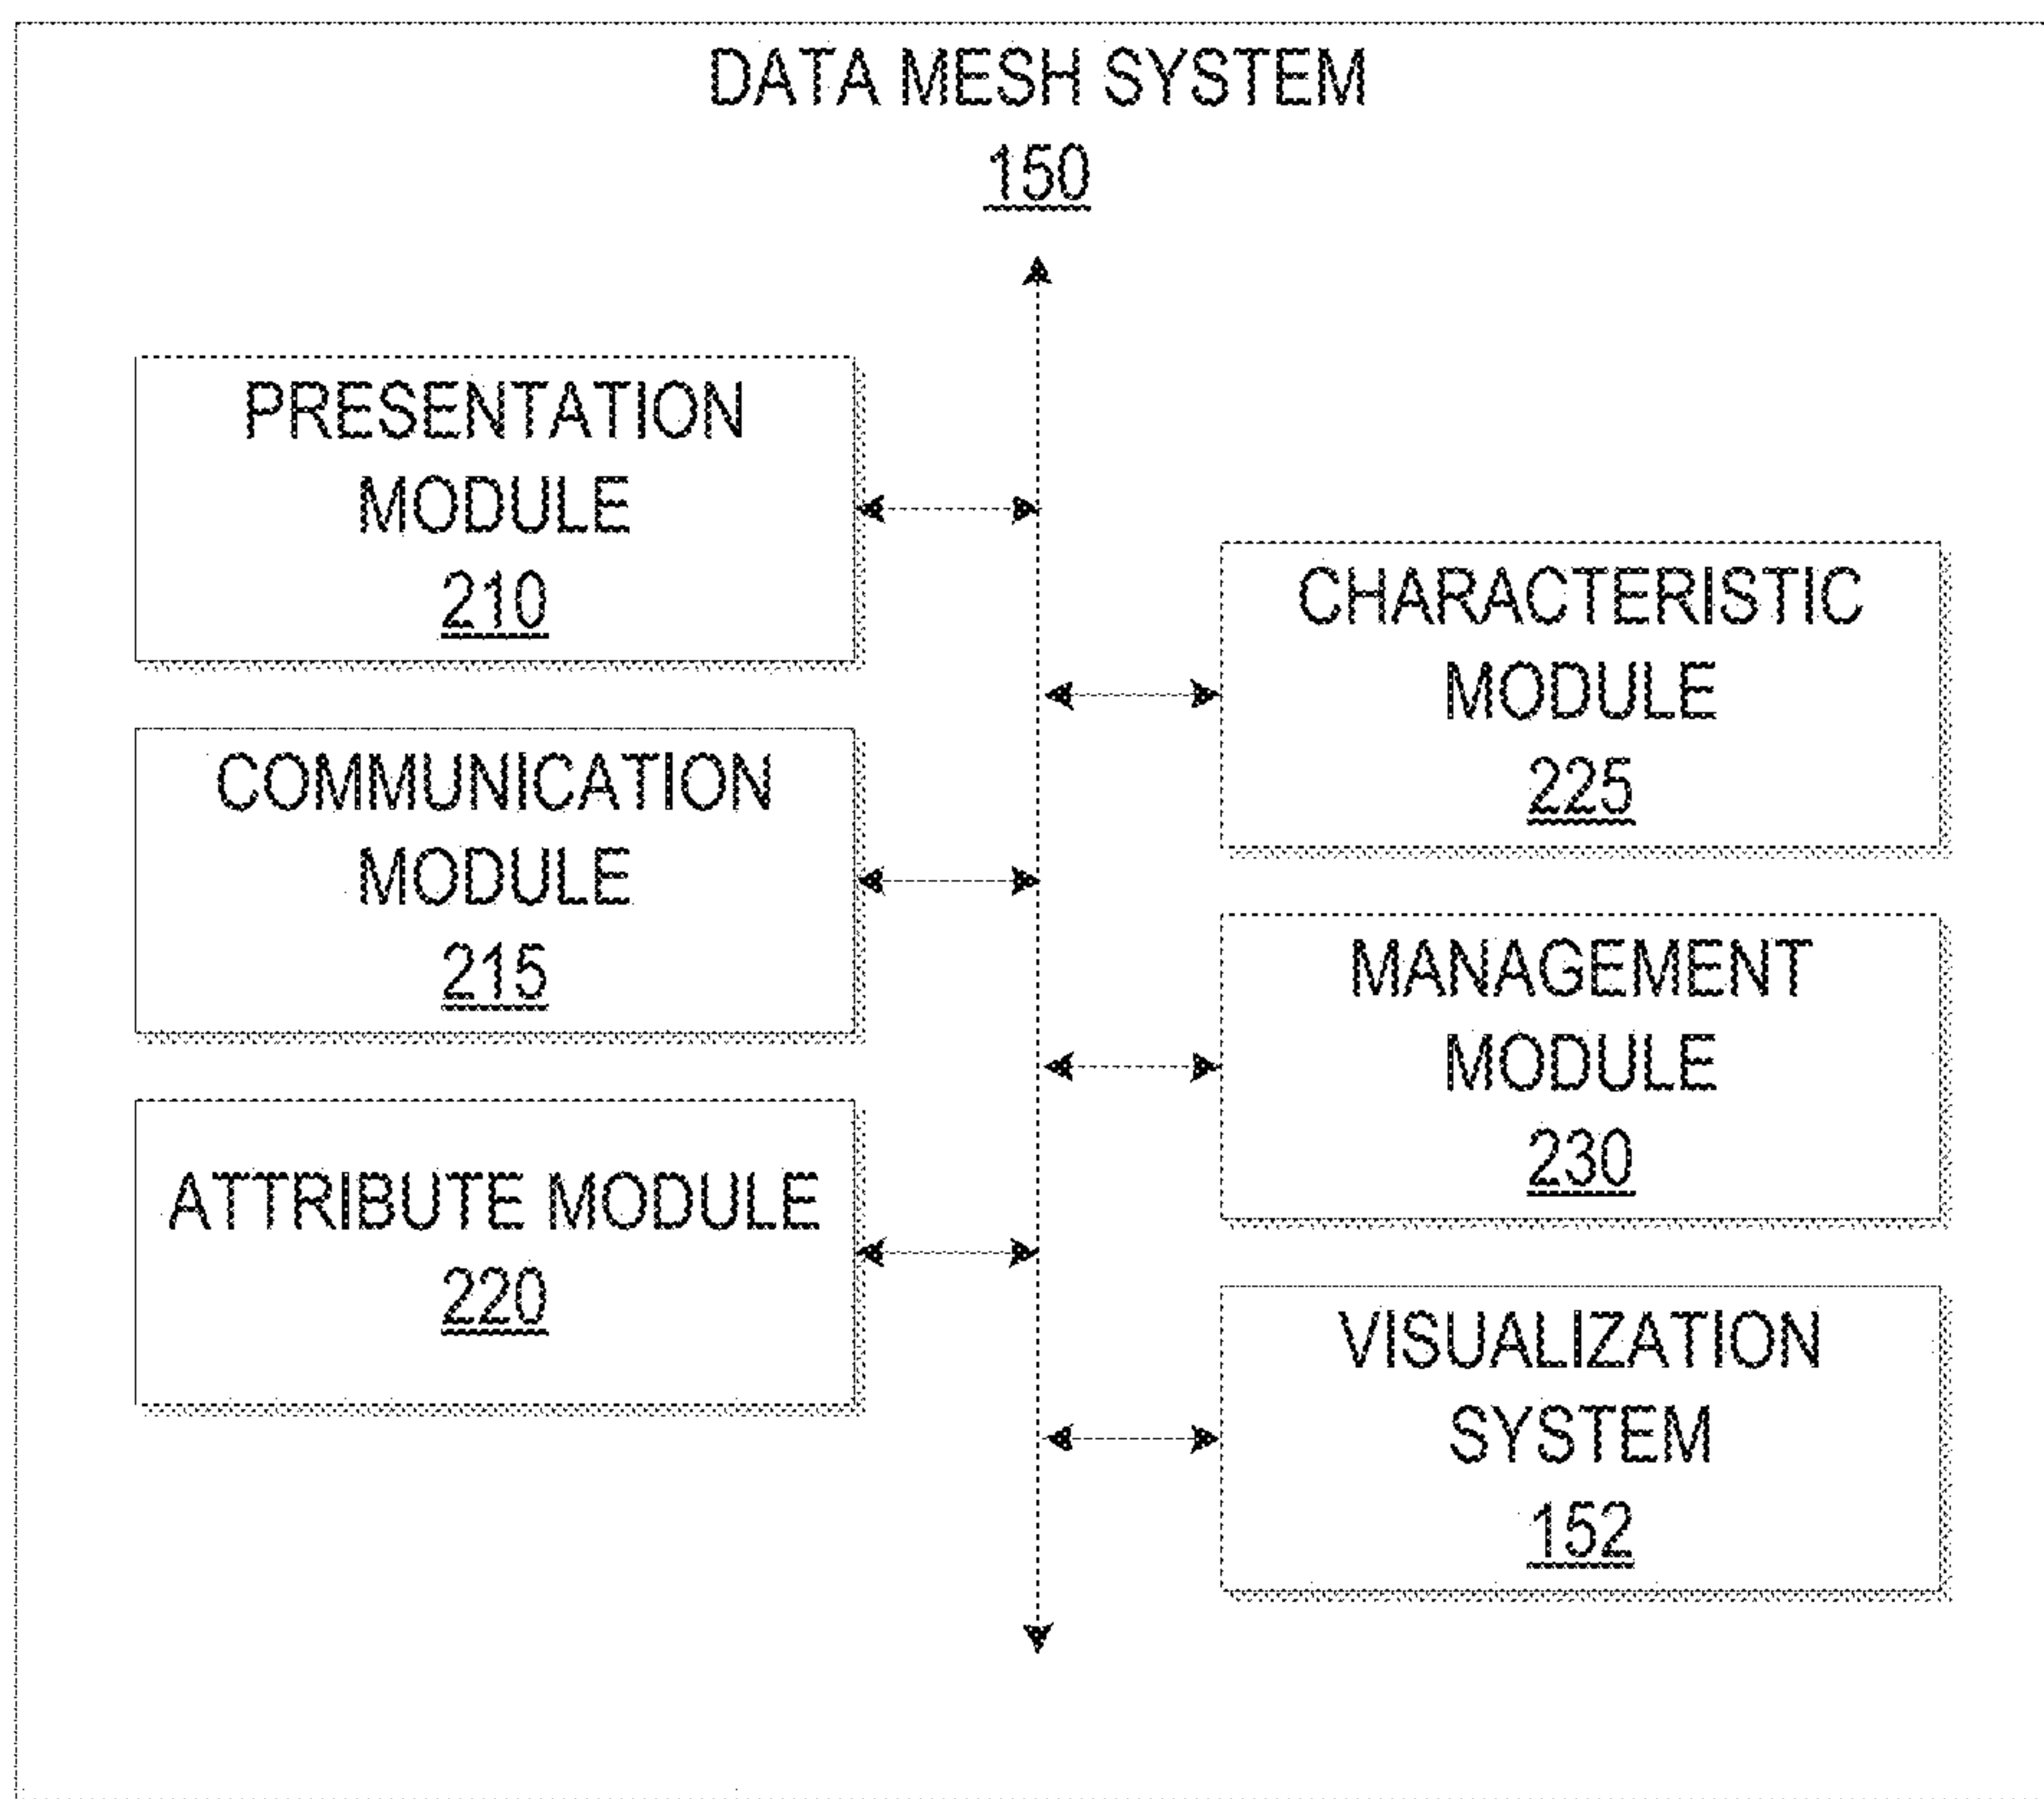 DATA MESH SYSTEM
150
PRESENTATION
MODULE
210
COMMUNICATION
MODULE
215
ATTRIBUTE MODULE
220
CHARACTERISTIC
MODULE
225
MANAGEMENT
MODULE
230
VISUALIZATION
SYSTEM
152